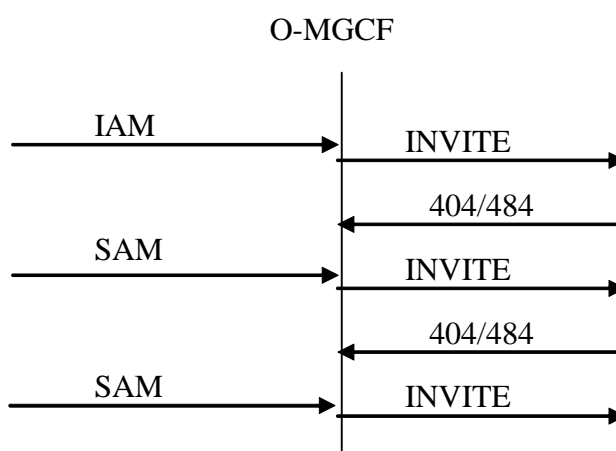 O-MGCF
IAM
INVITE
404/484
SAM
INVITE
404/484
SAM
INVITE